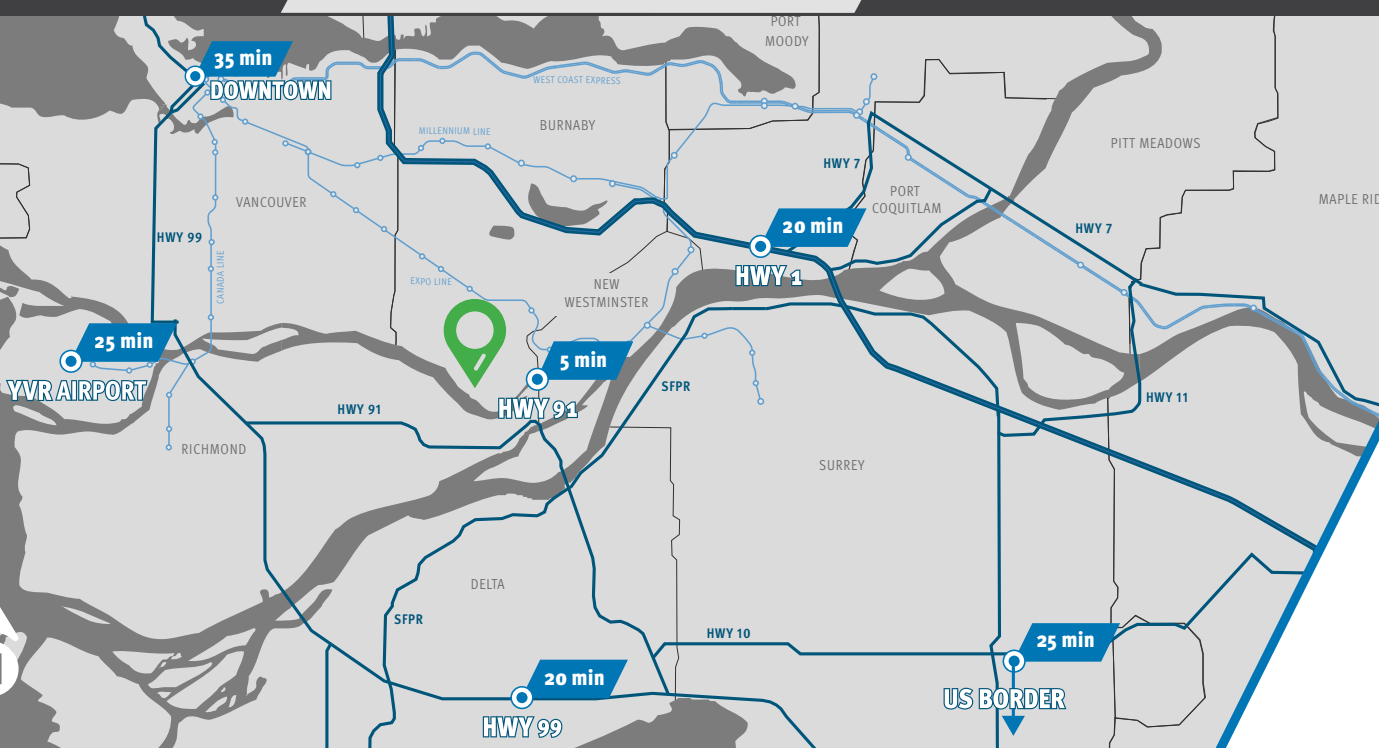 PORT
MOODY
35 min
DOWNTOWN
WEST COAST EXPRESS
MILLENNIUM LINE
BURNABY
PITT MEADOWS
HWY 7
PORT
COQUITLAM
MAPLE RID
VANCOUVER
20 min
HWY 7
HWY 99
CANADA LINE
HWY 1
EXPO LINE
NEW
WESTMINSTER
25 min
5 min
YVR AIRPORT
SFPR
HWY 91
HWY 91
HWY 11
RICHMOND
SURREY
DELTA
SFPR
HWY 10
25 min
20 min
US BORDER
HWY 99